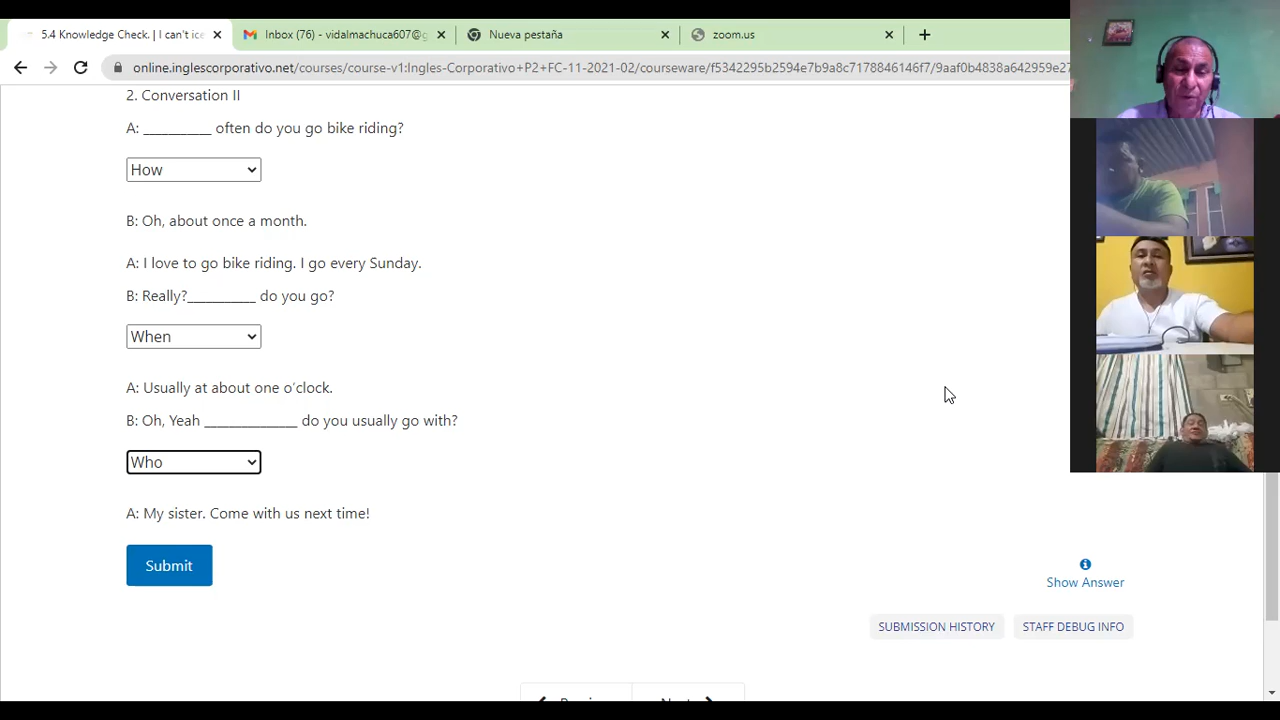 5.4 Knowledge Check. | I can't ice
Inbox (76) - vidalmachuca607@g
Nueva pestaña
zoom.us
online.inglescorporativo.net/courses/course-v1:Ingles-Corporativo+P2+FC-11-2021-02/courseware/f5342295b2594e7b9a8c7178846146f7/9aaf0b4838a642959e27
2. Conversation II
A: ___________ often do you go bike riding?
How
B: Oh, about once a month.
A: I love to go bike riding. I go every Sunday.
B: Really?___________ do you go?
When
A: Usually at about one o'clock.
B: Oh, Yeah _______________ do you usually go with?
Who
A: My sister. Come with us next time!
Submit
Show Answer
SUBMISSION HISTORY
STAFF DEBUG INFO